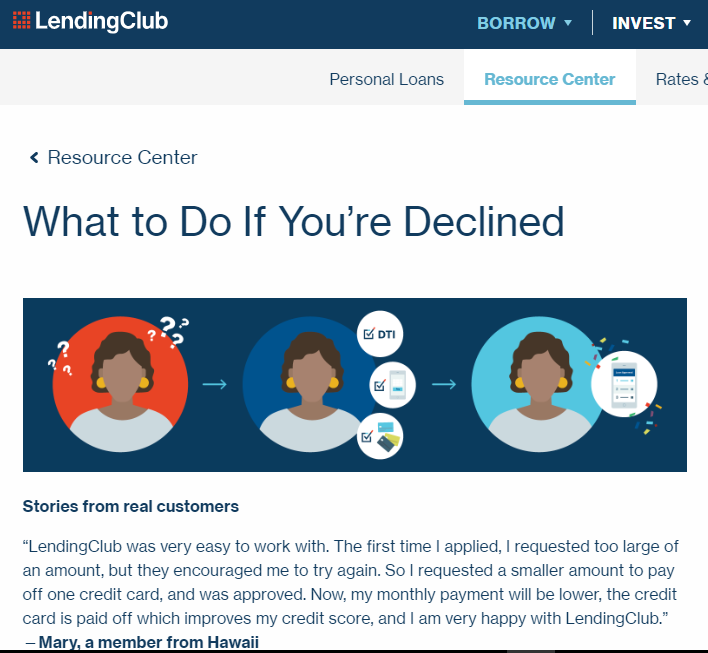 LendingClub
BORROW
INVEST
Personal Loans
Resource Center
Rates &
Resource Center
What to Do If You’re Declined
? ? ? ? ? ? ?
DTI
Stories from real customers
“LendingClub was very easy to work with. The first time I applied, I requested too large of
an amount, but they encouraged me to try again. So I requested a smaller amount to pay
off one credit card, and was approved. Now, my monthly payment will be lower, the credit
card is paid off which improves my credit score, and I am very happy with LendingClub.”
– Mary, a member from Hawaii